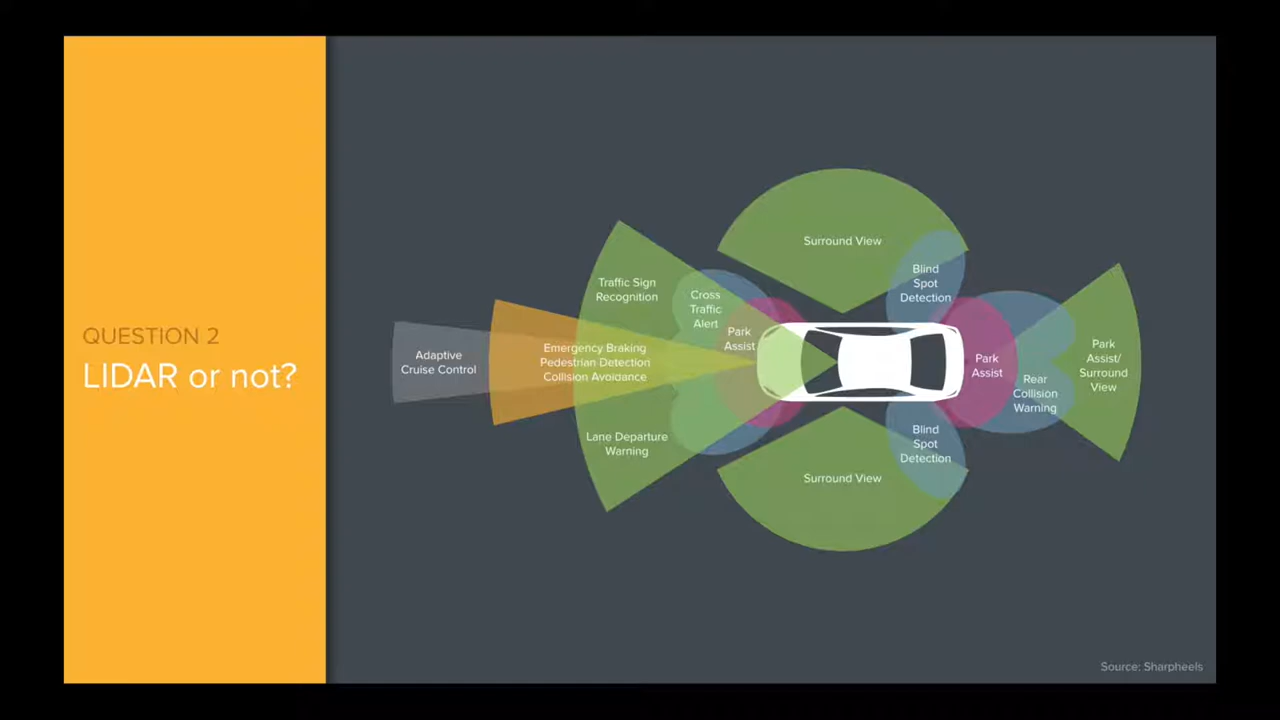 QUESTION 2
LIDAR or not?
Surround View
Blind
Spot
Detection
Traffic Sign
Recognition
Cross
Traffic
Alert
Park
Assist
Adaptive
Cruise Control
Emergency Braking
Pedestrian Detection
Collision Avoidance
Park
Assist
Rear
Collision
Warning
Park
Assist/
Surround
View
Lane Departure
Warning
Blind
Spot
Detection
Surround View
Source: Sharpheels